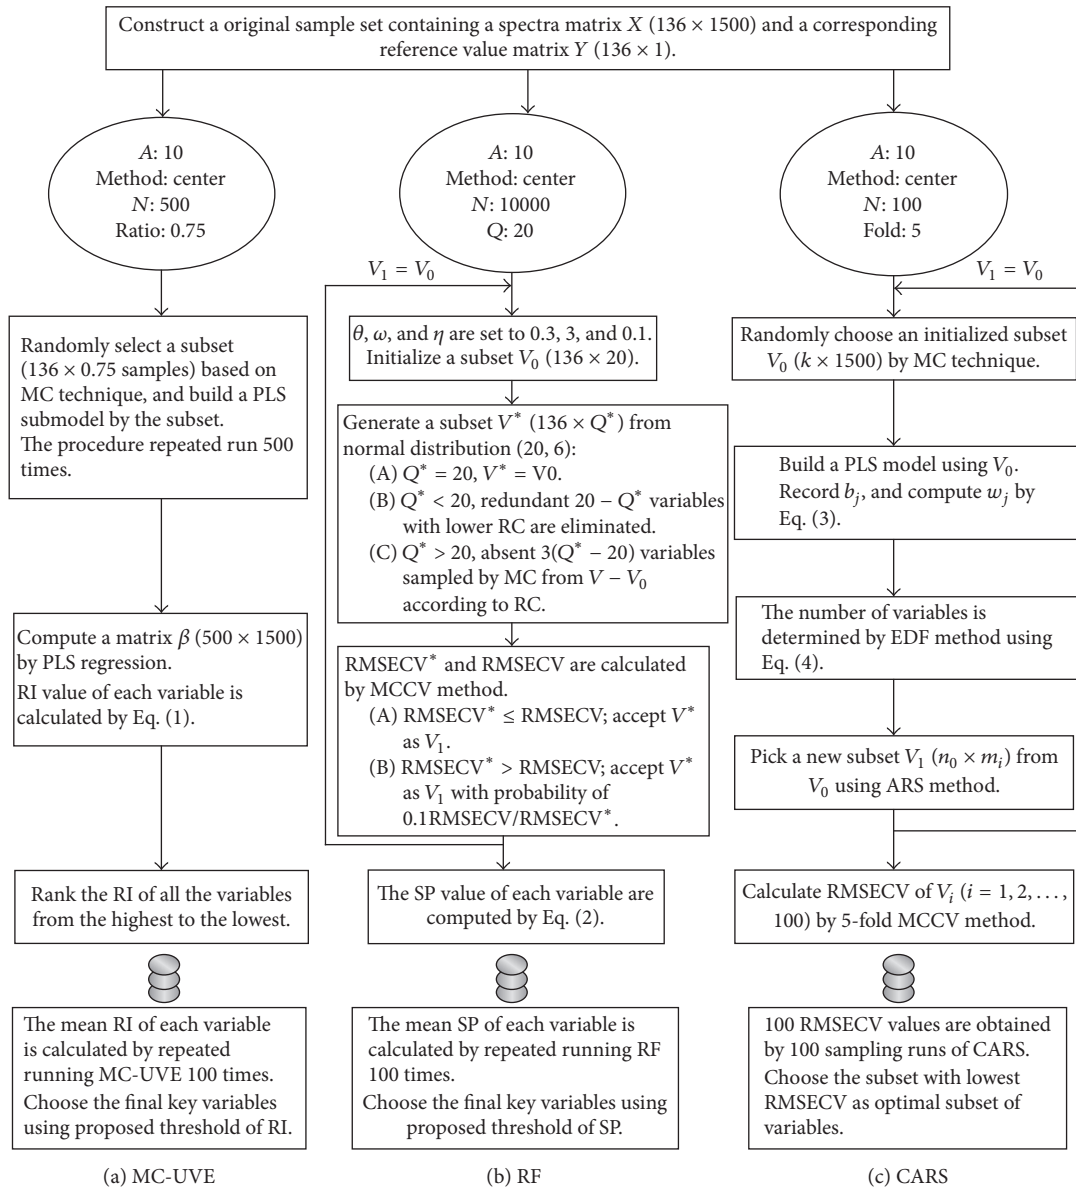 Construct a original sample set containing a spectra matrix X (136 × 1500) and a corresponding
reference value matrix Y (136 × 1).
A: 10
Method: center
N: 500
Ratio: 0.75
Randomly select a subset
(136 × 0.75 samples) based on
MC technique, and build a PLS
submodel by the subset.
The procedure repeated run 500
times.
Compute a matrix β (500 × 1500)
by PLS regression.
RI value of each variable is
calculated by Eq. (1).
Rank the RI of all the variables
from the highest to the lowest.
The mean RI of each variable
is calculated by repeated
running MC-UVE 100 times.
Choose the final key variables
using proposed threshold of RI.
(a) MC-UVE
A: 10
Method: center
N: 10000
Q: 20
V₁ = V₀
θ, ω, and η are set to 0.3, 3, and 0.1.
Initialize a subset V₀ (136 × 20).
Generate a subset V* (136 × Q*) from
normal distribution (20, 6):
(A) Q* = 20, V* = V0.
(B) Q* < 20, redundant 20 − Q* variables
with lower RC are eliminated.
(C) Q* > 20, absent 3(Q* − 20) variables
sampled by MC from V − V₀
according to RC.
RMSECV* and RMSECV are calculated
by MCCV method.
(A) RMSECV* ≤ RMSECV; accept V*
as V₁.
(B) RMSECV* > RMSECV; accept V*
as V₁ with probability of
0.1RMSECV/RMSECV*.
The SP value of each variable are
computed by Eq. (2).
The mean SP of each variable is
calculated by repeated running RF
100 times.
Choose the final key variables using
proposed threshold of SP.
(b) RF
A: 10
Method: center
N: 100
Fold: 5
V₁ = V₀
Randomly choose an initialized subset
V₀ (k × 1500) by MC technique.
Build a PLS model using V₀.
Record bⱼ, and compute wⱼ by
Eq. (3).
The number of variables is
determined by EDF method using
Eq. (4).
Pick a new subset V₁ (n₀ × mᵢ) from
V₀ using ARS method.
Calculate RMSECV of Vᵢ (i = 1, 2, . . . ,
100) by 5-fold MCCV method.
100 RMSECV values are obtained
by 100 sampling runs of CARS.
Choose the subset with lowest
RMSECV as optimal subset of
variables.
(c) CARS